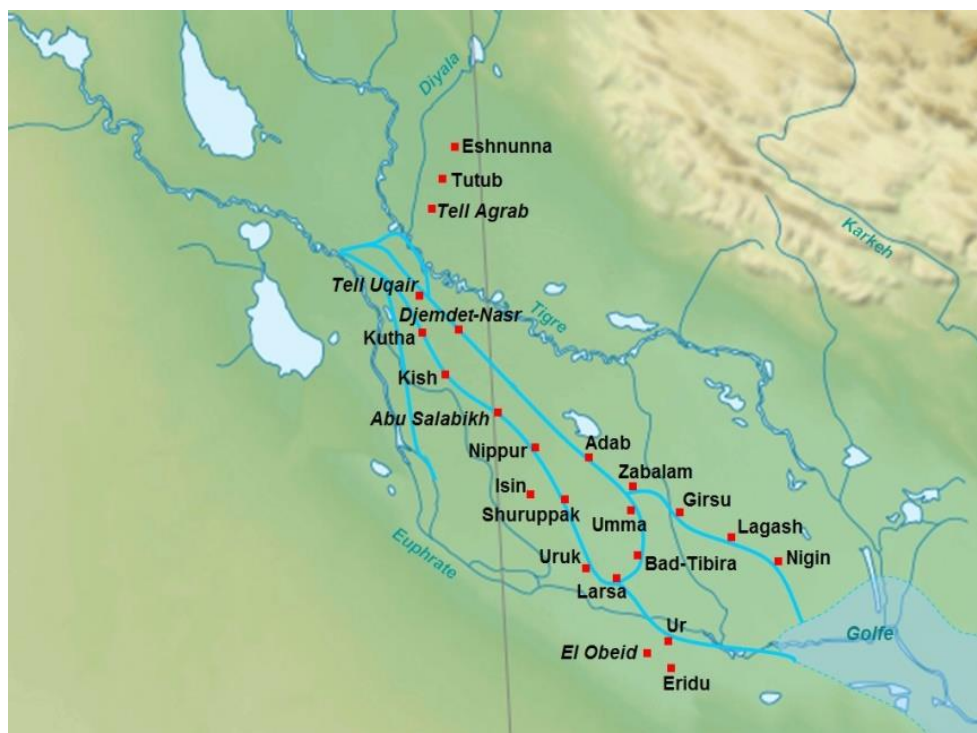 Diyala
Eshnunna
Tutub
Tell Agrab
Karkeh
Tell Uqair
Tigre
Djemdet-Nasr
Kutha
Kish
Abu Salabikh
Nippur
Adab
Zabalam
Isin
Girsu
Shuruppak
Umma
Lagash
Euphrate
Uruk
Bad-Tibira
Nigin
Larsa
Ur
Golfe
El Obeid
Eridu